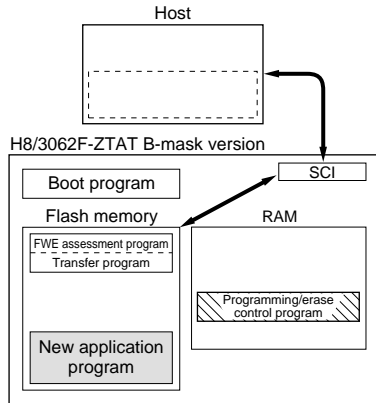 Host
H8/3062F-ZTAT B-mask version
SCI
Boot program
Flash memory
RAM
FWE assessment program
Transfer program
Programming/erase
control program
New application
program